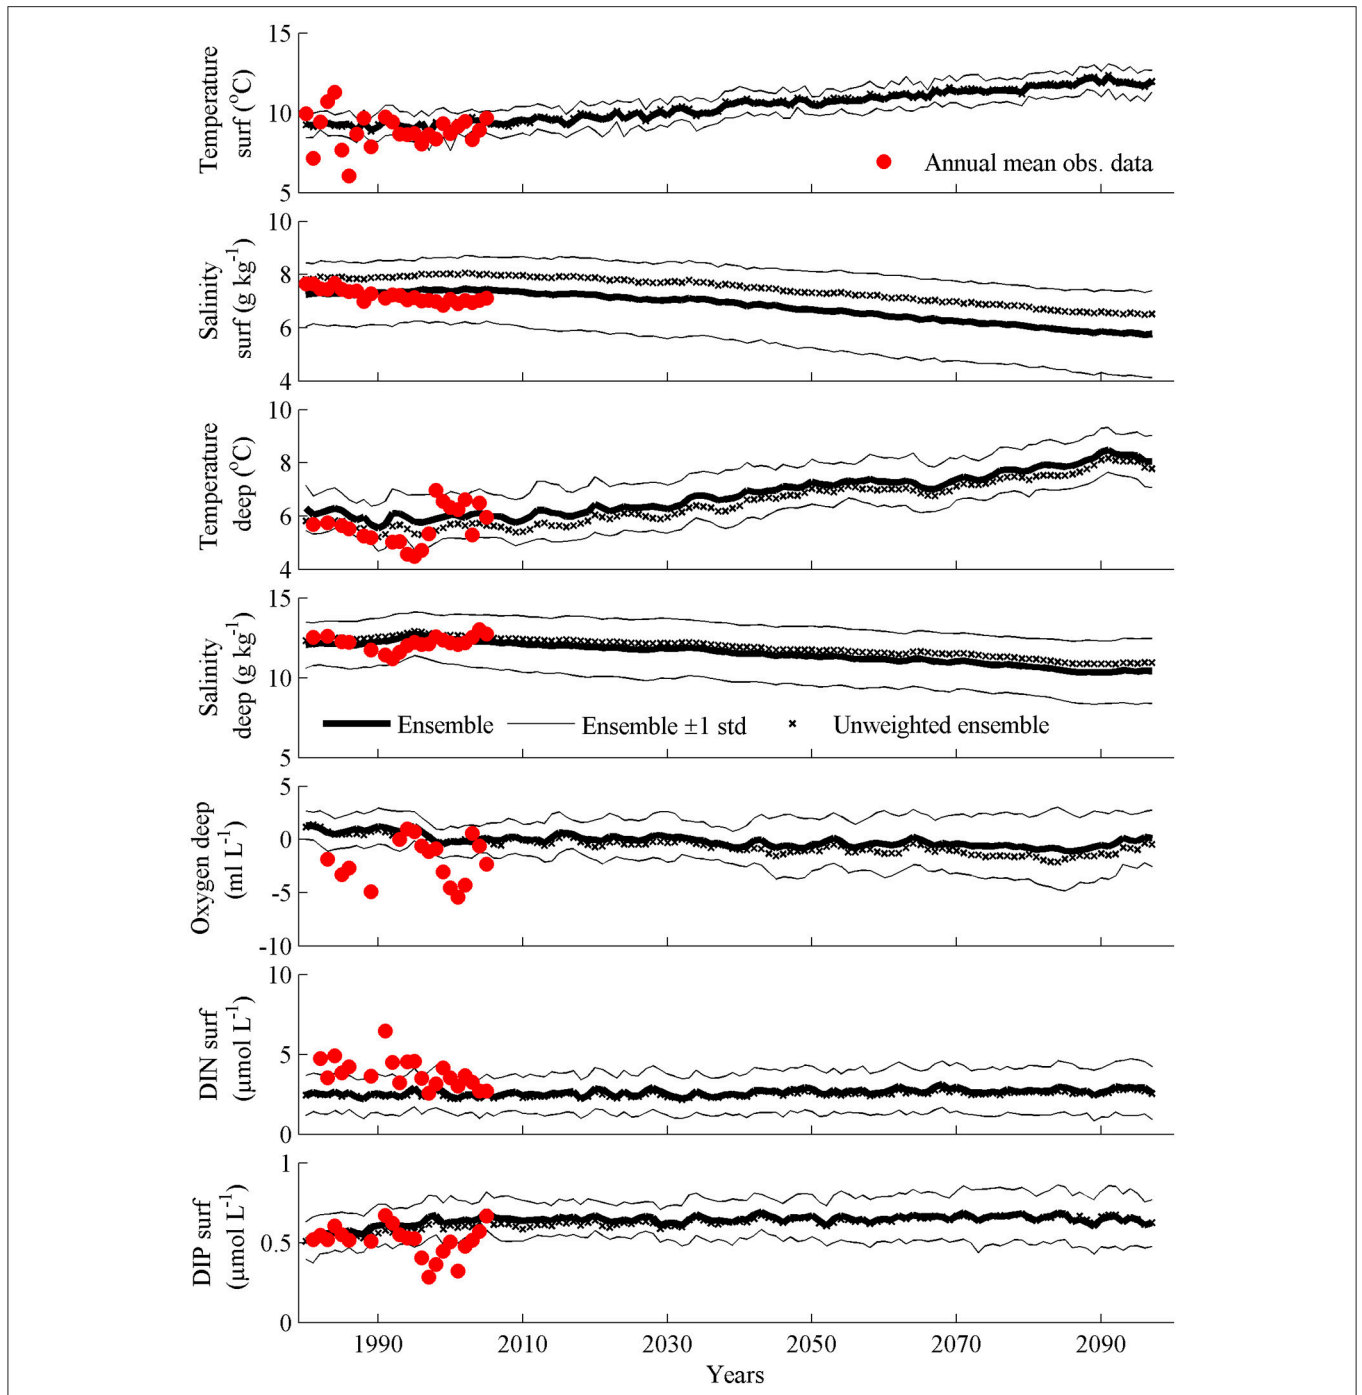 Temperature
surf (°C)
15
10
5
Annual mean obs. data
Salinity
surf (g kg-1)
10
8
6
4
Temperature
deep (°C)
10
8
6
4
Salinity
deep (g kg-1)
15
10
5
Ensemble
Ensemble ±1 std
Unweighted ensemble
Oxygen deep
(ml L-1)
5
0
-5
-10
DIN surf
(µmol L-1)
10
5
0
DIP surf
(µmol L-1)
1
0.5
0
1990 2010 2030 2050 2070 2090
Years